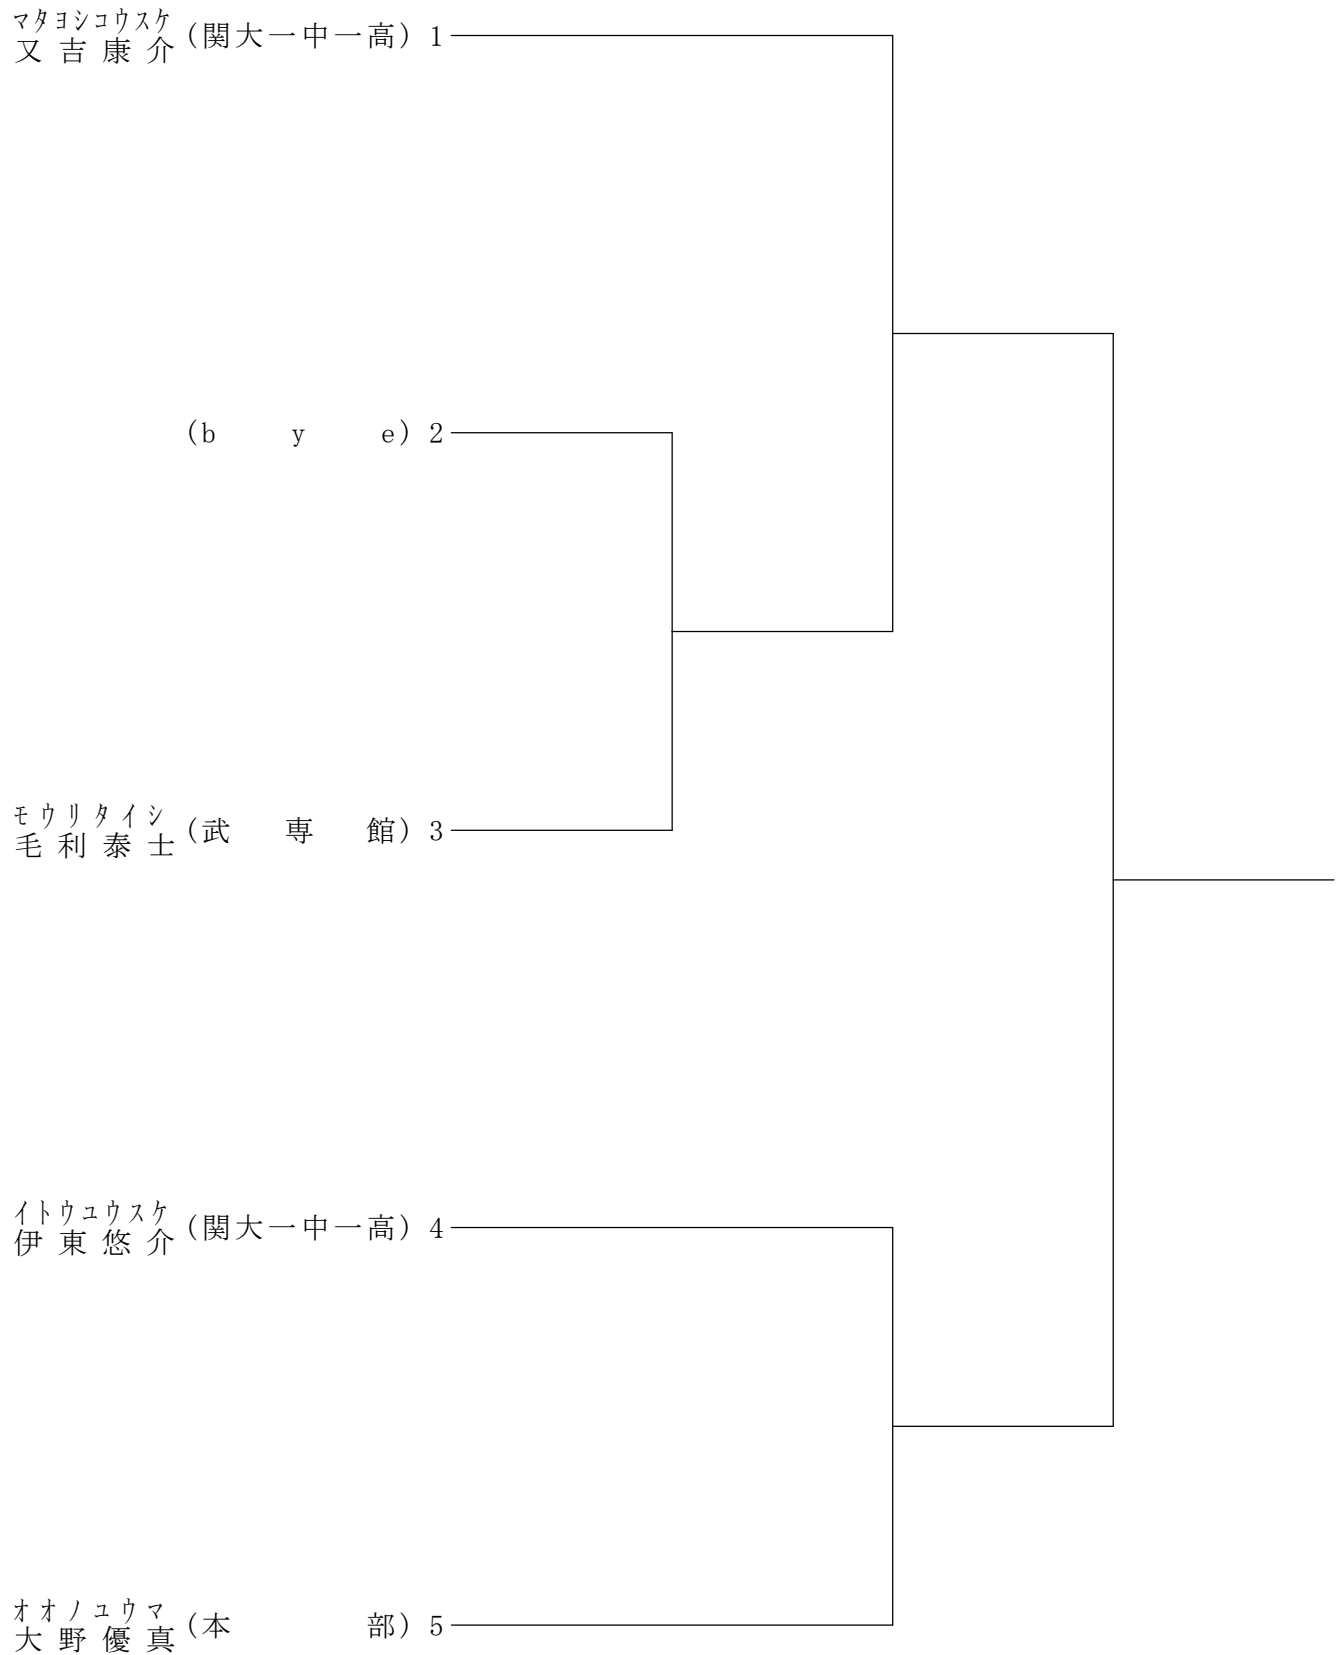 マタヨシコウスケ
又吉康介 (関大一中一高) 1
(bye) 2
モウリタイシ
毛利泰士 (武専館) 3
イトウユウスケ
伊東悠介 (関大一中一高) 4
オオノユウマ
大野優真 (本部) 5